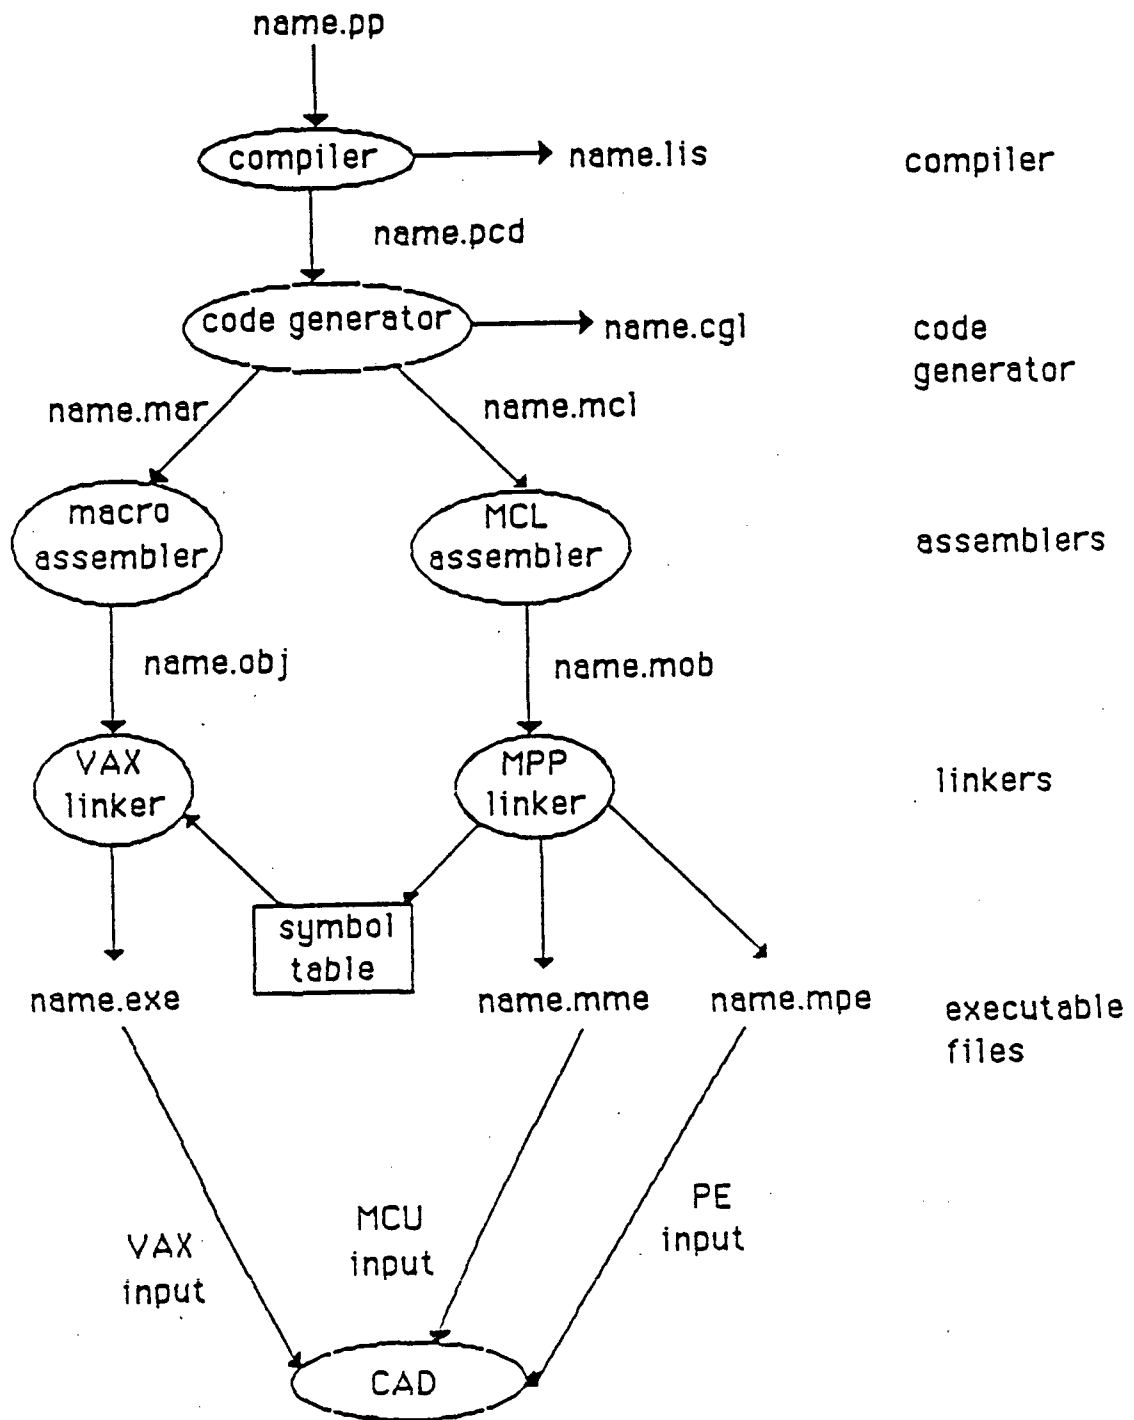 name.pp
compiler
name.lis
compiler
name.pcd
code generator
name.cgl
code
generator
name.mar
name.mcl
macro
assembler
MCL
assembler
assemblers
name.obj
name.mob
VAX
linker
MPP
linker
linkers
symbol
table
name.exe
name.mme
name.mpe
executable
files
VAX
input
MCU
input
PE
input
CAD